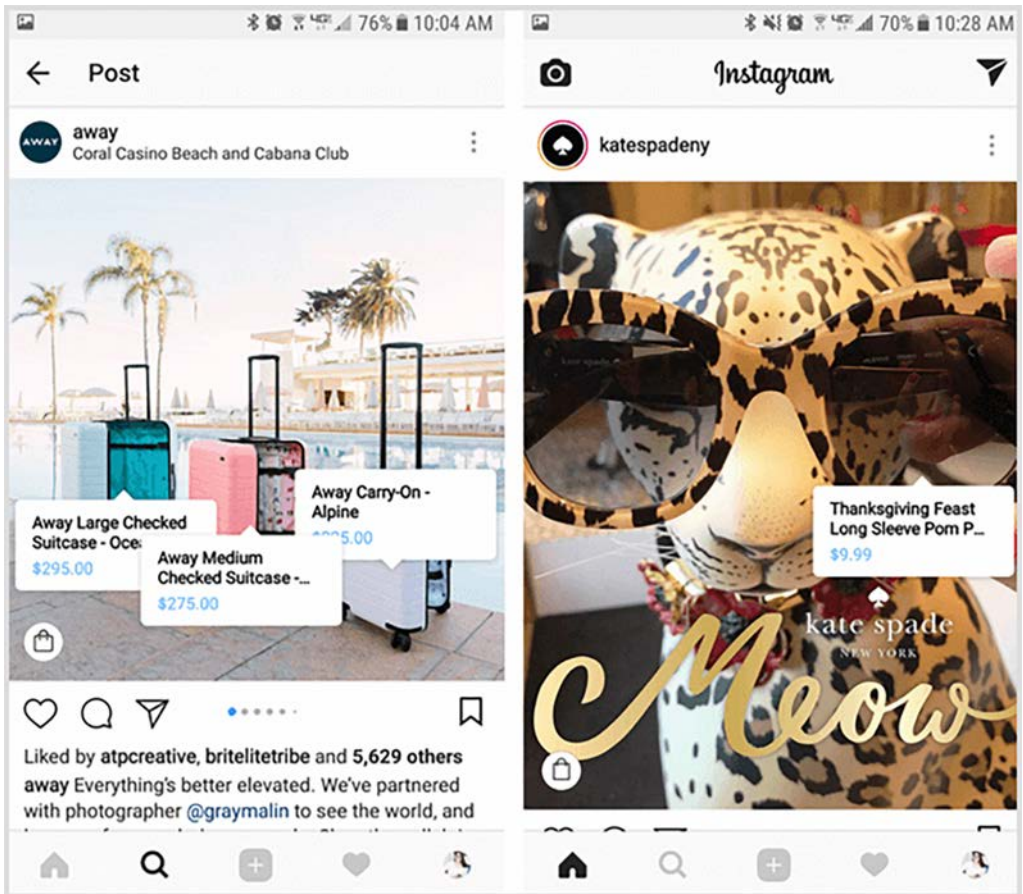 76% 10:04 AM
Post
AWAY
away
Coral Casino Beach and Cabana Club
Away Large Checked
Suitcase - Oce
$295.00
Away Medium
Checked Suitcase -...
$275.00
Away Carry-On -
Alpine
Liked by atpcreative, britelitetribe and 5,629 others
away Everything's better elevated. We've partnered
with photographer @graymalin to see the world, and
70% 10:28 AM
Instagram
katespadeny
kate spade
Thanksgiving Feast
Long Sleeve Pom P...
$9.99
kate spade
NEW YORK
Meow